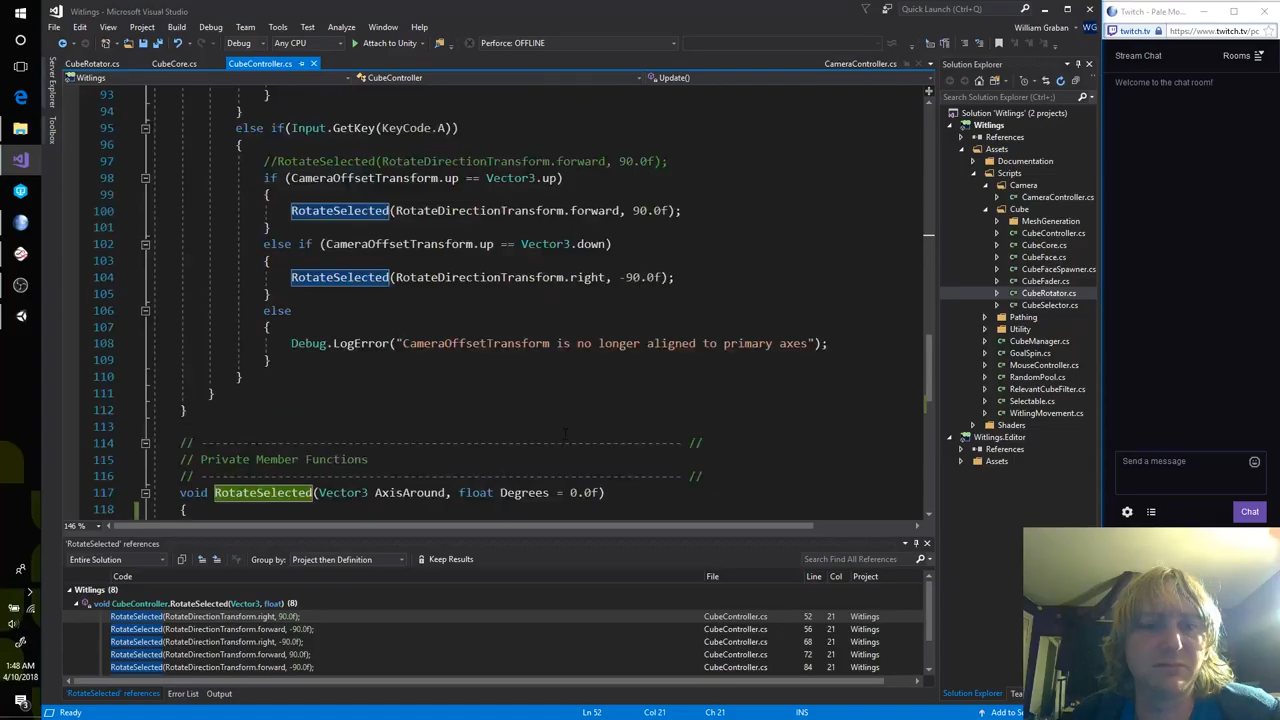 Witlings - Microsoft Visual Studio
Quick Launch (Ctrl+Q)
Twitch - Pale Mo...
File Edit View Project Build Debug Team Tools Test Analyze Window Help
William Graban WG
Debug Any CPU Attach to Unity Perforce: OFFLINE
twitch.tv https://www.twitch.tv/pc
CubeRotator.cs CubeCore.cs CubeController.cs CameraController.cs
Witlings CubeController Update()
Server Explorer
Toolbox
93 }
94 }
95 else if(Input.GetKey(KeyCode.A))
96 {
97 //RotateSelected(RotateDirectionTransform.forward, 90.0f);
98 if (CameraOffsetTransform.up == Vector3.up)
99 {
100 RotateSelected(RotateDirectionTransform.forward, 90.0f);
101 }
102 else if (CameraOffsetTransform.up == Vector3.down)
103 {
104 RotateSelected(RotateDirectionTransform.right, -90.0f);
105 }
106 else
107 {
108 Debug.LogError("CameraOffsetTransform is no longer aligned to primary axes");
109 }
110 }
111 }
112 }
113
114 // ------------------------------------------------------- //
115 // Private Member Functions
116 // ------------------------------------------------------- //
117 void RotateSelected(Vector3 AxisAround, float Degrees = 0.0f)
118 {
146 %
'RotateSelected' references
Entire Solution Group by: Project then Definition Keep Results Search Find All References
Code File Line Col Project
Witlings (8)
void CubeController.RotateSelected(Vector3, float) (8)
RotateSelected(RotateDirectionTransform.right, 90.0f); CubeController.cs 52 21 Witlings
RotateSelected(RotateDirectionTransform.forward, -90.0f); CubeController.cs 56 21 Witlings
RotateSelected(RotateDirectionTransform.right, -90.0f); CubeController.cs 68 21 Witlings
RotateSelected(RotateDirectionTransform.forward, 90.0f); CubeController.cs 72 21 Witlings
RotateSelected(RotateDirectionTransform.forward, -90.0f); CubeController.cs 84 21 Witlings
'RotateSelected' references Error List Output
Ready Ln 52 Col 21 Ch 21 INS Add to S
Solution Explorer
Search Solution Explorer (Ctrl+;)
Solution 'Witlings' (2 projects)
Witlings
References
Assets
Documentation
Scripts
Camera
CameraController.cs
Cube
MeshGeneration
CubeController.cs
CubeCore.cs
CubeFace.cs
CubeFaceSpawner.cs
CubeFader.cs
CubeRotator.cs
CubeSelector.cs
Pathing
Utility
CubeManager.cs
GoalSpin.cs
MouseController.cs
RandomPool.cs
RelevantCubeFilter.cs
Selectable.cs
WitlingMovement.cs
Shaders
Witlings.Editor
References
Assets
Solution Explorer Tea
Stream Chat Rooms
Welcome to the chat room!
Send a message
Chat
1:48 AM
4/10/2018
3